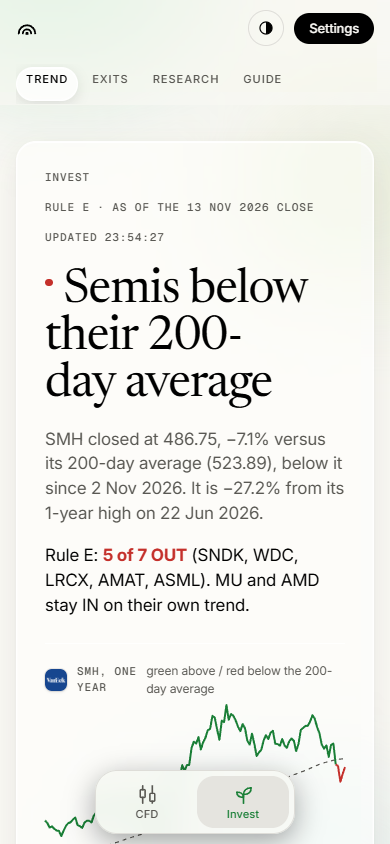 Settings
TREND EXITS RESEARCH GUIDE
INVEST
RULE E · AS OF THE 13 NOV 2026 CLOSE
UPDATED 23:54:27
Semis below
their 200-
day average
SMH closed at 486.75, −7.1% versus
its 200-day average (523.89), below it
since 2 Nov 2026. It is −27.2% from its
1-year high on 22 Jun 2026.
Rule E: 5 of 7 OUT (SNDK, WDC,
LRCX, AMAT, ASML). MU and AMD
stay IN on their own trend.
VanEck
SMH, ONE
YEAR
green above / red below the 200-
day average
CFD
Invest